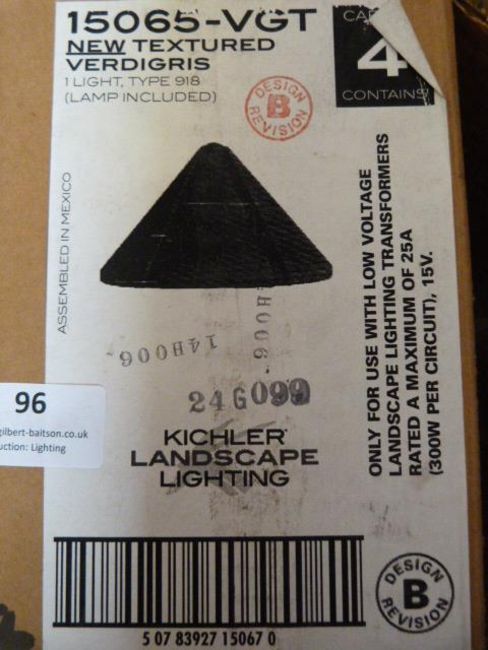 15065-VGT
NEW TEXTURED
VERDIGRIS
1 LIGHT, TYPE 918
(LAMP INCLUDED)
4
CONTAINS
DESIGN
B
REVISION
ASSEMBLED IN MEXICO
ONLY FOR USE WITH LOW VOLTAGE
LANDSCAPE LIGHTING TRANSFORMERS
RATED A MAXIMUM OF 25A
(300W PER CIRCUIT), 15V.
14H006-
H006-
24G099
96
gilbert-baitson.co.uk
uction: Lighting
KICHLER®
LANDSCAPE
LIGHTING
DESIGN
B
REVISION
5 07 83927 15067 0